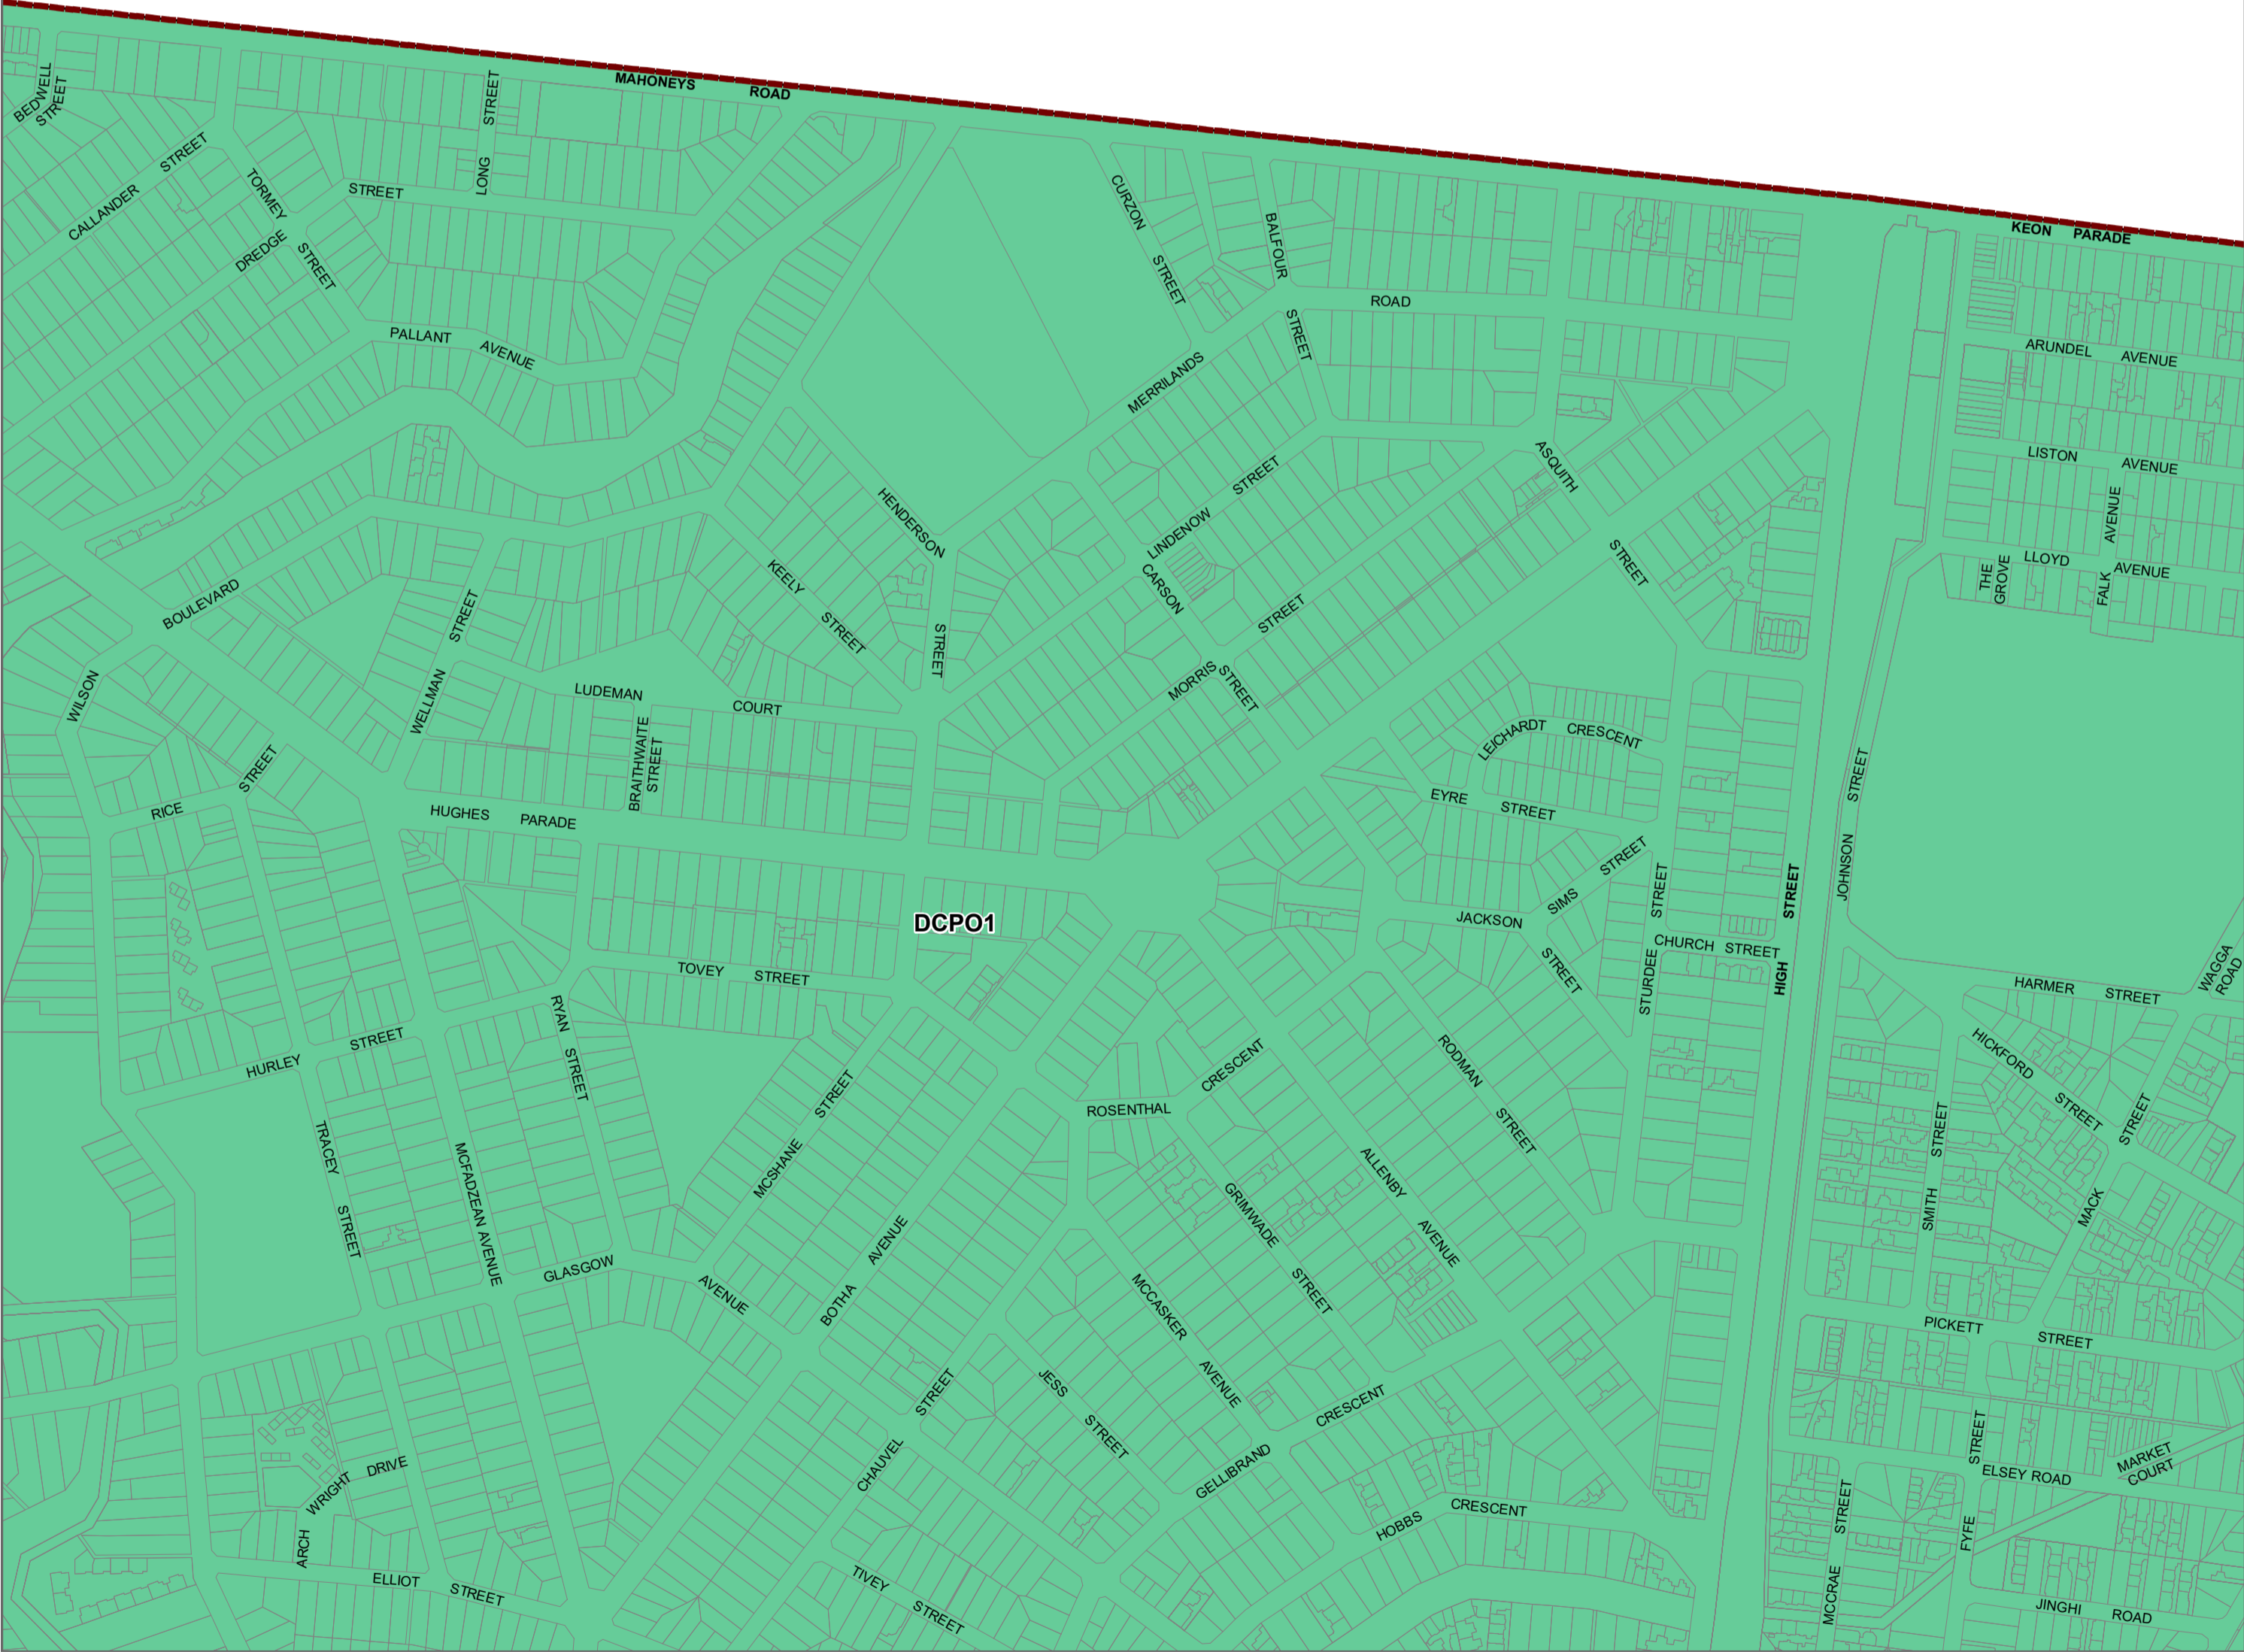 MAHONEYS ROAD
BEDWELL
STREET
CALLANDER STREET
TORMEY STREET
DREDGE STREET
LONG STREET
PALLANT AVENUE
CURZON STREET
BALFOUR STREET
MERRILANDS ROAD
KEON PARADE
ARUNDEL AVENUE
LISTON AVENUE
LLOYD AVENUE
FALK AVENUE
THE
GROVE
ASQUITH STREET
LINDENOW STREET
CARSON STREET
MORRIS STREET
HENDERSON STREET
KEELY STREET
BOULEVARD
WELLMAN STREET
WILSON
LUDEMAN COURT
BRAITHWAITE
STREET
RICE STREET
HUGHES PARADE
LEICHARDT CRESCENT
EYRE STREET
SIMS STREET
JACKSON STREET
STURDEE STREET
CHURCH STREET
HIGH STREET
JOHNSON STREET
DCPO1
TOVEY STREET
HURLEY STREET
RYAN STREET
TRACEY STREET
MCFADZEAN AVENUE
MCSHANE STREET
BOTHA AVENUE
GLASGOW AVENUE
ROSENTHAL CRESCENT
RODMAN STREET
ALLENBY AVENUE
GRIMWADE STREET
MCCASKER AVENUE
JESS STREET
CHAUVEL STREET
GELLIBRAND CRESCENT
HOBBS CRESCENT
TIVEY STREET
ARCH WRIGHT DRIVE
ELLIOT STREET
HARMER STREET
WAGGA
ROAD
HICKFORD STREET
MACK STREET
SMITH STREET
PICKETT STREET
FYFE STREET
ELSEY ROAD
MARKET
COURT
MCCRAE STREET
JINGHI ROAD